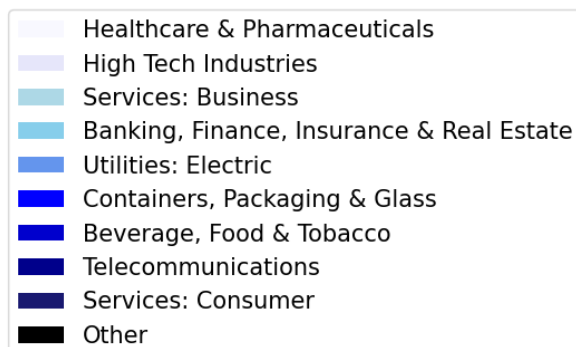 Healthcare & Pharmaceuticals
High Tech Industries
Services: Business
Banking, Finance, Insurance & Real Estate
Utilities: Electric
Containers, Packaging & Glass
Beverage, Food & Tobacco
Telecommunications
Services: Consumer
Other